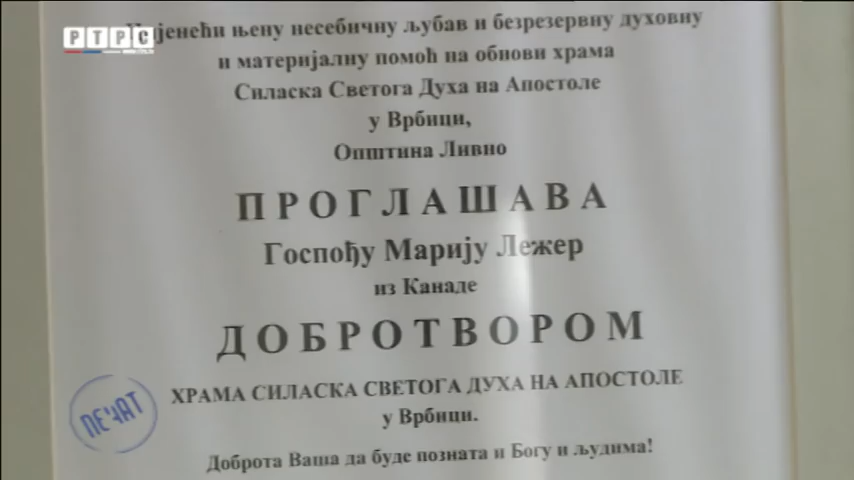 њену несебичну љубав и безрезервну духовну
и материјалну помоћ на обнови храма
Силаска Светога Духа на Апостоле
у Врбици,
Општина Ливно
ПРОГЛАШАВА
Госпођу Марију Лежер
из Канаде
ДОБРОТВОРОМ
ХРАМА СИЛАСКА СВЕТОГА ДУХА НА АПОСТОЛЕ
у Врбици.
Доброта Ваша да буде позната и Богу и људима!
ПЕЧАТ
РТРС